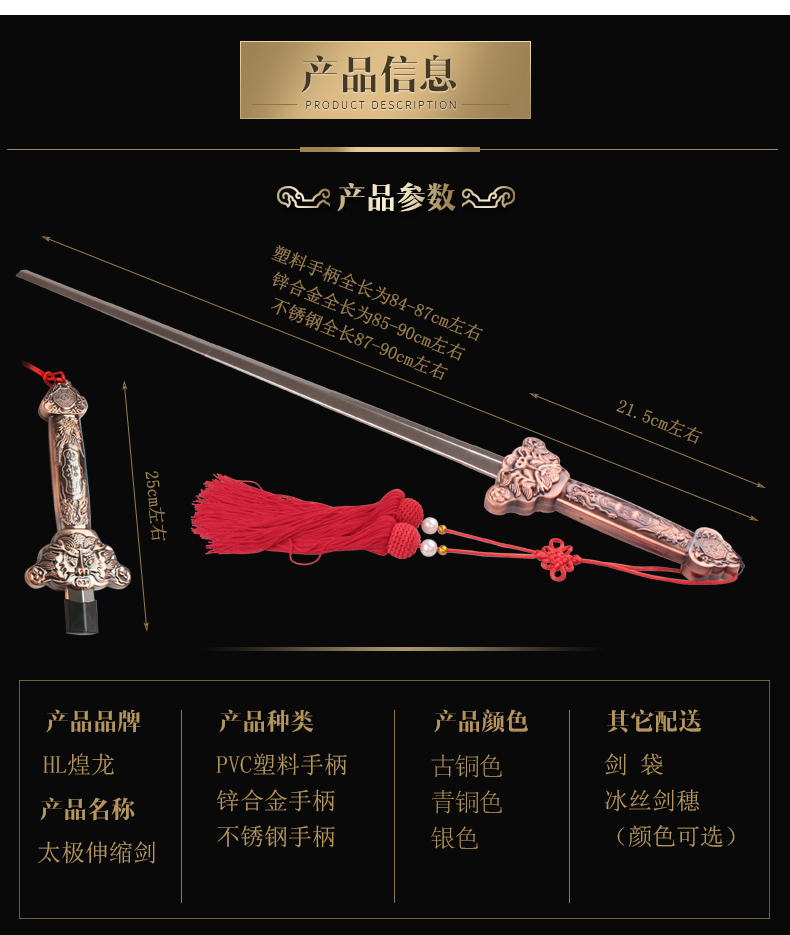 产品信息
PRODUCT DESCRIPTION
产品参数
塑料手柄全长为84-87cm左右
锌合金全长为85-90cm左右
不锈钢全长87-90cm左右
21.5cm左右
25cm左右
产品品牌
HL煌龙
产品名称
太极伸缩剑
产品种类
PVC塑料手柄
锌合金手柄
不锈钢手柄
产品颜色
古铜色
青铜色
银色
其它配送
剑 袋
冰丝剑穗
（颜色可选）